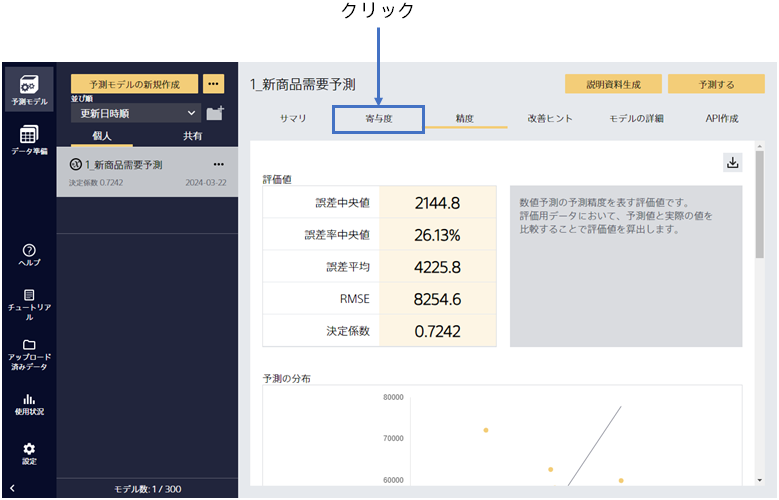 クリック
予測モデル
データ準備
ヘルプ
チュートリア
ル
アップロード
済みデータ
使用状況
設定
予測モデルの新規作成
並び順
更新日時順
個人
共有
1_新商品需要予測
決定係数 0.7242
2024-03-22
モデル数: 1 / 300
1_新商品需要予測
説明資料生成
予測する
サマリ
寄与度
精度
改善ヒント
モデルの詳細
API作成
評価値
誤差中央値 2144.8
誤差率中央値 26.13%
誤差平均 4225.8
RMSE 8254.6
決定係数 0.7242
数値予測の予測精度を表す評価値です。
評価用データにおいて、予測値と実際の値を
比較することで評価値を算出します。
予測の分布
80000
70000
60000